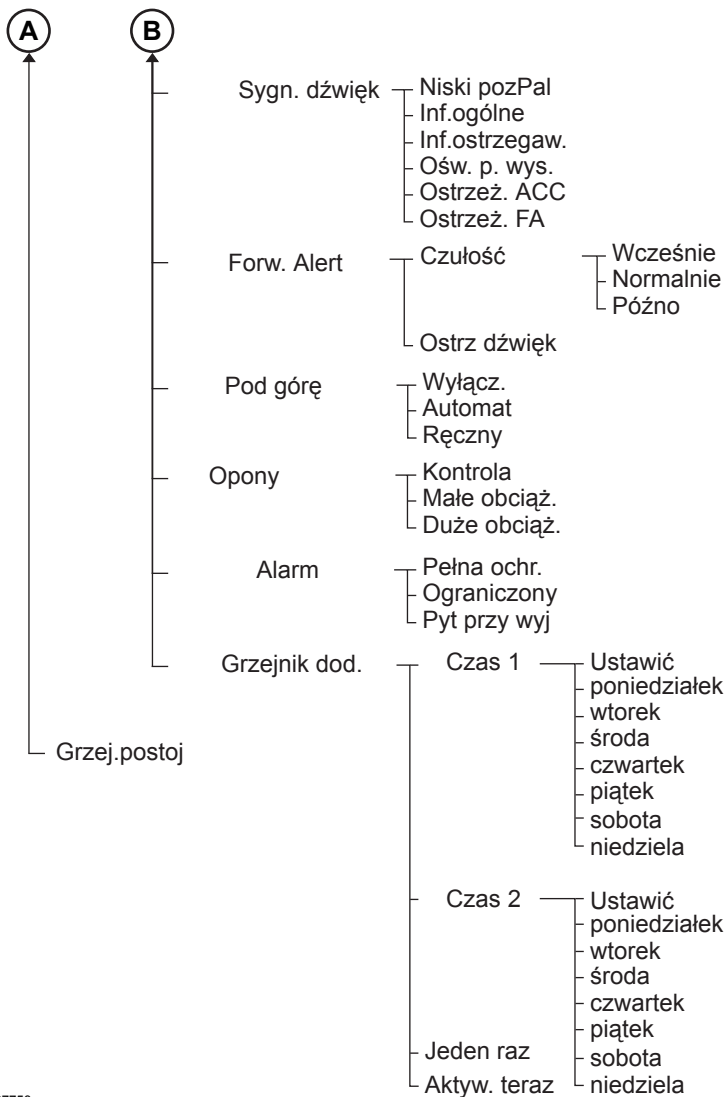 A B
Sygn. dźwięk Niski pozPal
Inf.ogólne
Inf.ostrzegaw.
Ośw. p. wys.
Ostrzeż. ACC
Ostrzeż. FA
Forw. Alert Czułość Wcześnie
Normalnie
Późno
Ostrz dźwięk
Pod górę Wyłącz.
Automat
Ręczny
Opony Kontrola
Małe obciąż.
Duże obciąż.
Alarm Pełna ochr.
Ograniczony
Pyt przy wyj
Grzejnik dod. Czas 1 Ustawić
poniedziałek
wtorek
środa
Grzej.postoj
czwartek
piątek
sobota
niedziela
Czas 2 Ustawić
poniedziałek
wtorek
środa
czwartek
piątek
Jeden raz sobota
Aktyw. teraz niedziela